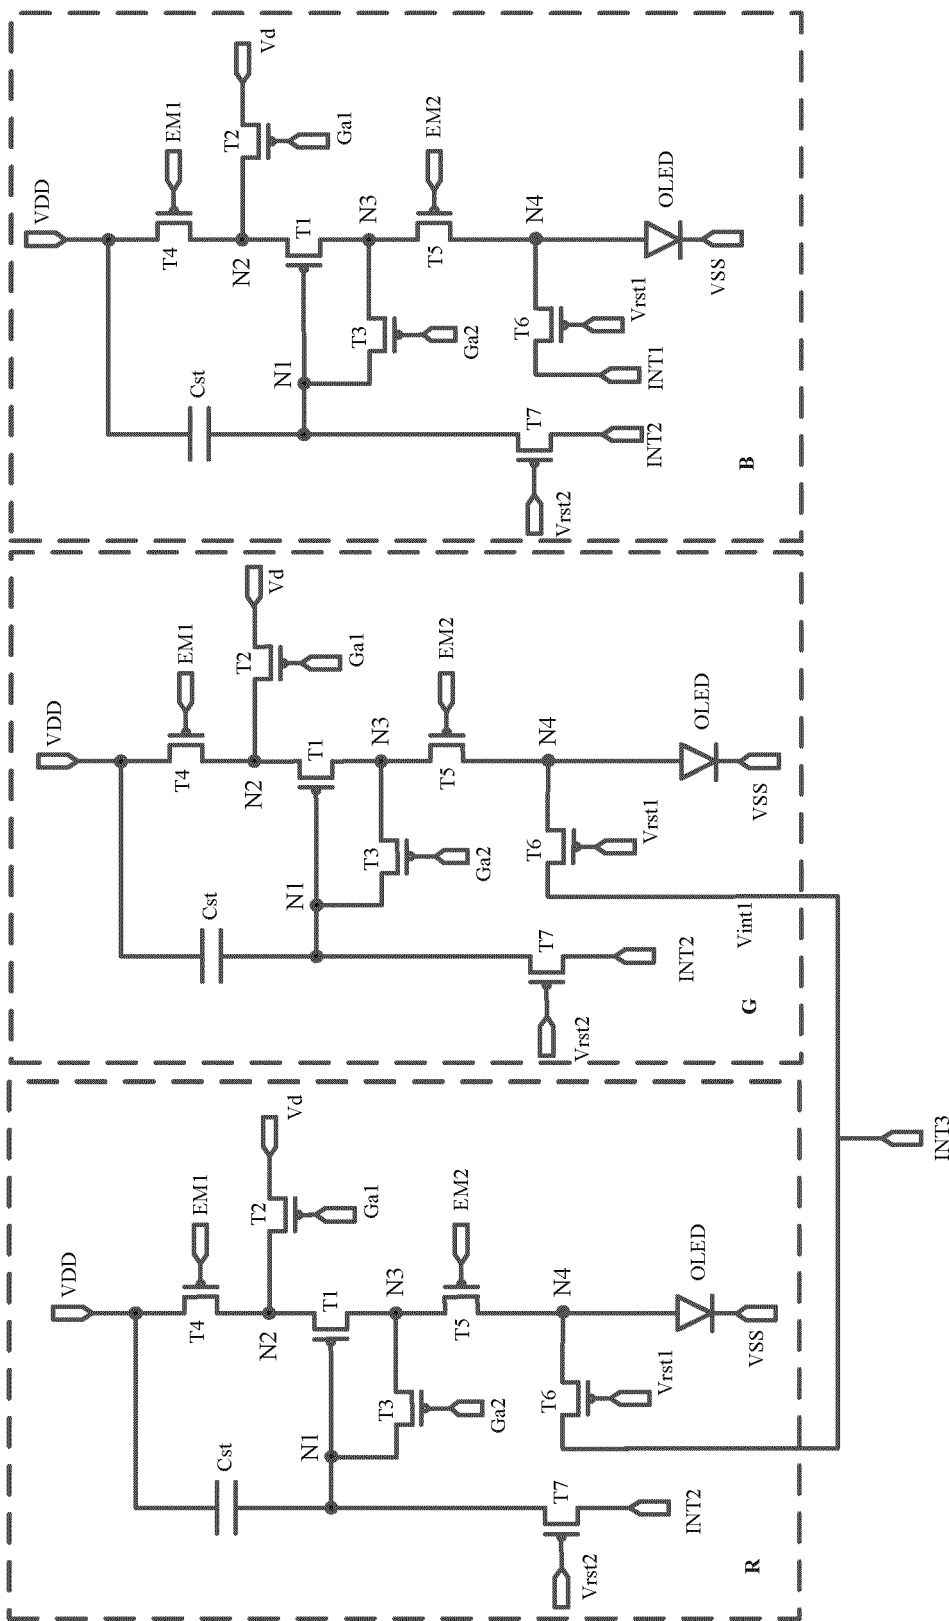 VDD
EM1
T4
Vd
T2
Ga1
N2
T1
N3
EM2
T5
T3
Ga2
N1
Cst
N4
T6
Vrst1
INT1
OLED
VSS
T7
INT2
Vrst2
B
VDD
EM1
T4
Vd
T2
Ga1
N2
T1
N3
EM2
T5
T3
Ga2
N1
Cst
N4
T6
Vrst1
Vint1
OLED
VSS
T7
INT2
Vrst2
G
VDD
EM1
T4
Vd
T2
Ga1
N2
T1
N3
EM2
T5
T3
Ga2
N1
Cst
N4
T6
Vrst1
OLED
VSS
T7
INT2
Vrst2
R
INT3